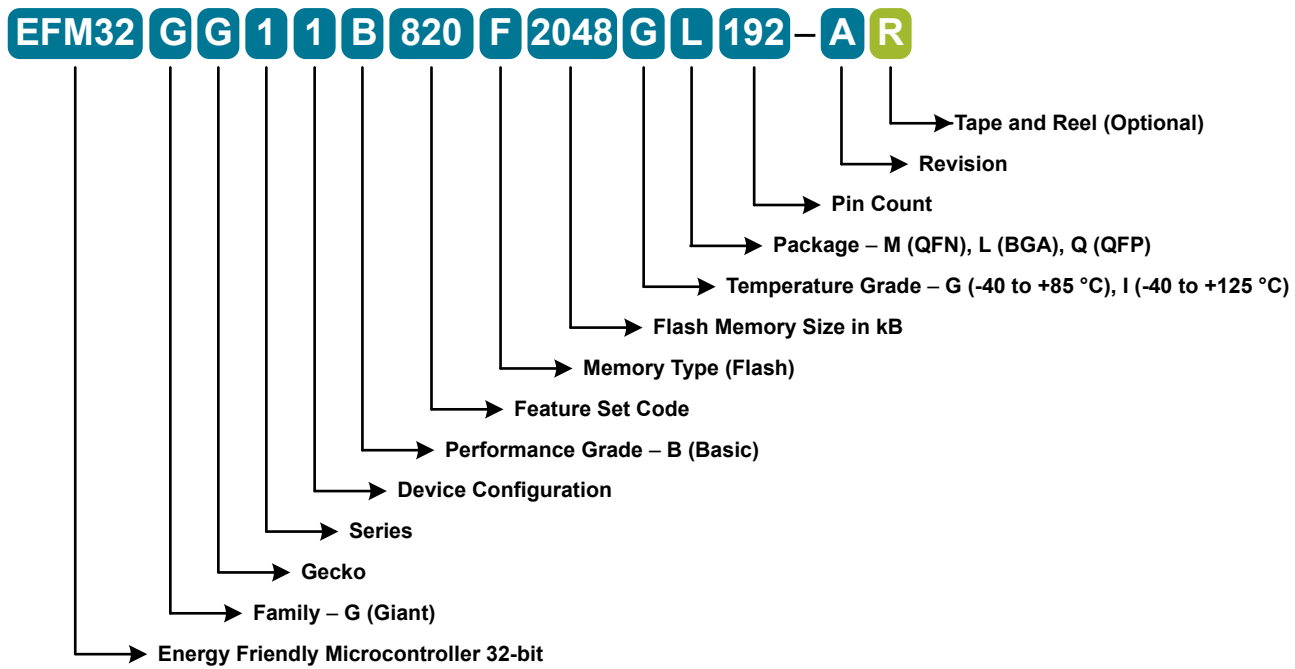 EFM32 G G 1 1 B 820 F 2048 G L 192 – A R
Tape and Reel (Optional)
Revision
Pin Count
Package – M (QFN), L (BGA), Q (QFP)
Temperature Grade – G (-40 to +85 °C), I (-40 to +125 °C)
Flash Memory Size in kB
Memory Type (Flash)
Feature Set Code
Performance Grade – B (Basic)
Device Configuration
Series
Gecko
Family – G (Giant)
Energy Friendly Microcontroller 32-bit